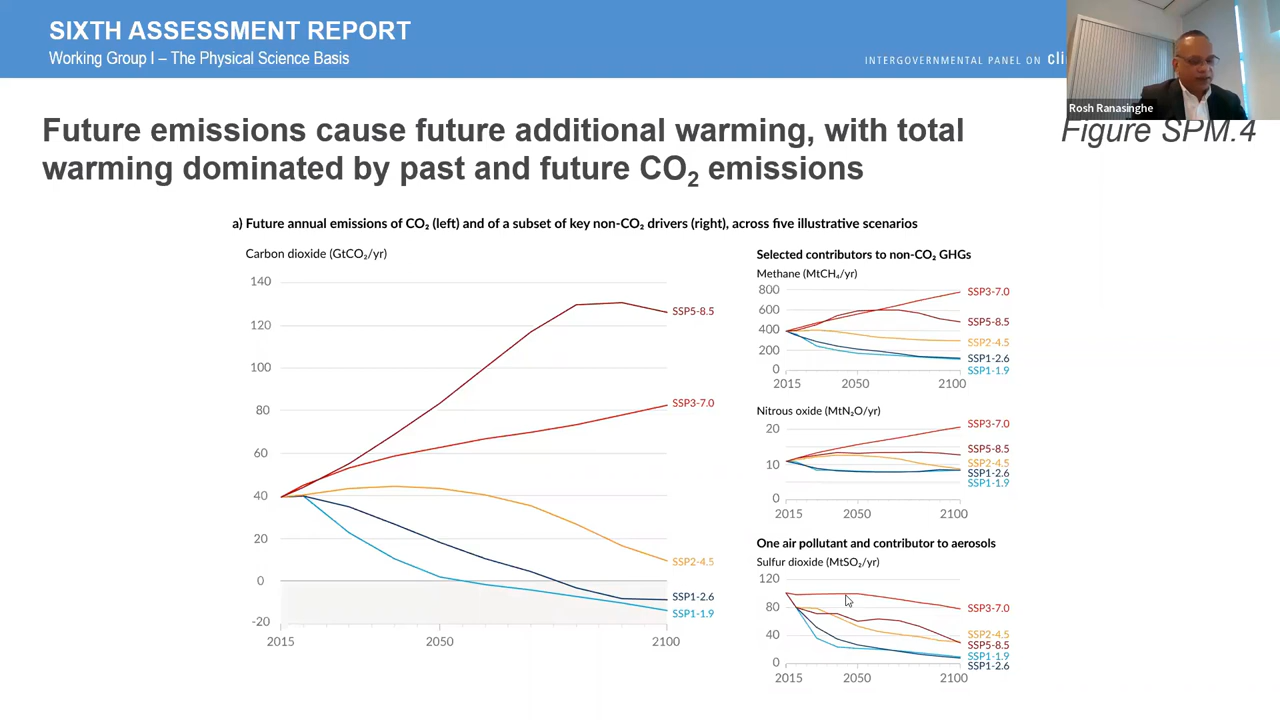 SIXTH ASSESSMENT REPORT
Working Group I – The Physical Science Basis
INTERGOVERNMENTAL PANEL ON
Rosh Ranasinghe
Future emissions cause future additional warming, with total
warming dominated by past and future CO₂ emissions
Figure SPM.4
a) Future annual emissions of CO₂ (left) and of a subset of key non-CO₂ drivers (right), across five illustrative scenarios
Carbon dioxide (GtCO₂/yr)
140
120
100
80
60
40
20
0
-20
2015
2050
2100
SSP5-8.5
SSP3-7.0
SSP2-4.5
SSP1-2.6
SSP1-1.9
Selected contributors to non-CO₂ GHGs
Methane (MtCH₄/yr)
800
600
400
200
0
2015
2050
2100
SSP3-7.0
SSP5-8.5
SSP2-4.5
SSP1-2.6
SSP1-1.9
Nitrous oxide (MtN₂O/yr)
20
10
0
2015
2050
2100
SSP3-7.0
SSP5-8.5
SSP2-4.5
SSP1-2.6
SSP1-1.9
One air pollutant and contributor to aerosols
Sulfur dioxide (MtSO₂/yr)
120
80
40
0
2015
2050
2100
SSP3-7.0
SSP2-4.5
SSP5-8.5
SSP1-1.9
SSP1-2.6